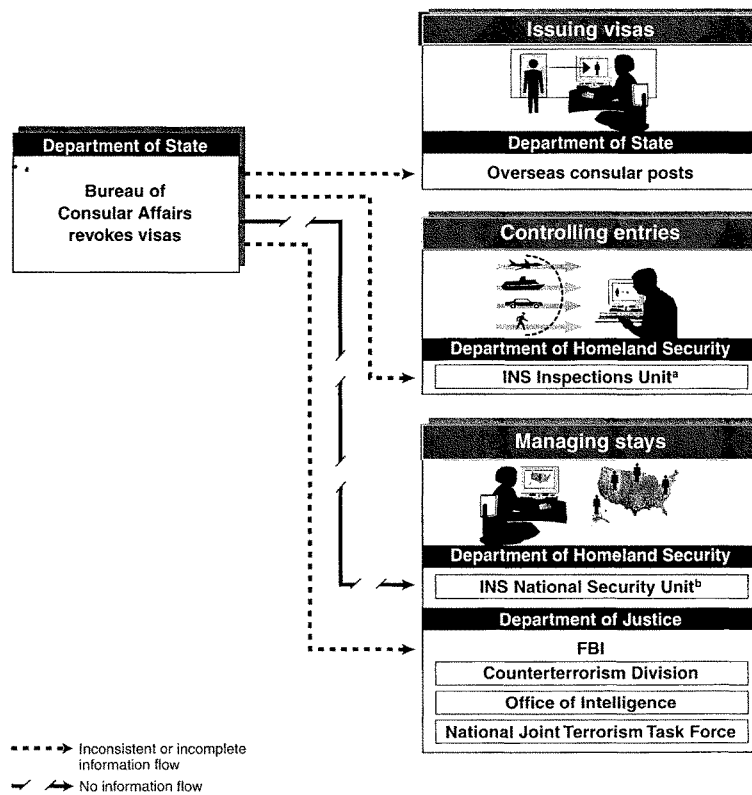 Issuing visas
Department of State
Overseas consular posts
Department of State
Bureau of
Consular Affairs
revokes visas
Controlling entries
Department of Homeland Security
INS Inspections Unitᵃ
Managing stays
Department of Homeland Security
INS National Security Unitᵇ
Department of Justice
FBI
Counterterrorism Division
Office of Intelligence
National Joint Terrorism Task Force
Inconsistent or incomplete
information flow
No information flow